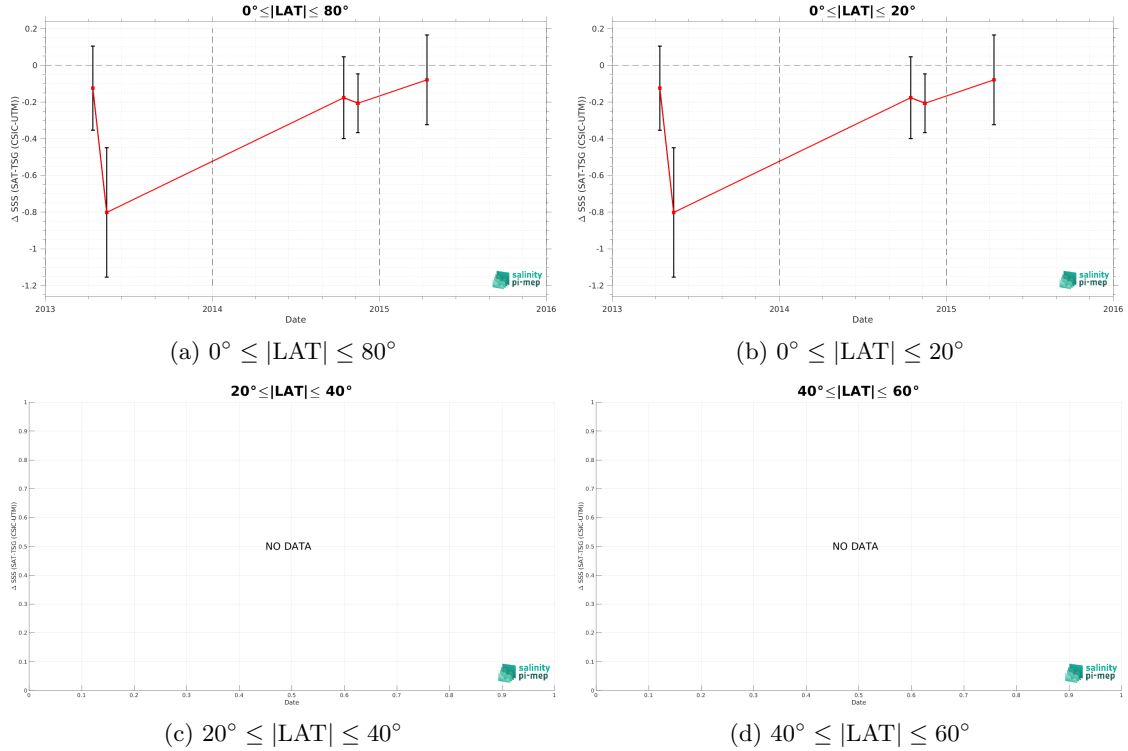 0°≤|LAT|≤ 80°
0.2
0
-0.2
-0.4
-0.6
-0.8
-1
-1.2
Δ SSS (SAT-TSG (CSIC-UTM))
2013
2014
2015
2016
Date
salinity
pi-mep
(a) 0° ≤ |LAT| ≤ 80°
0°≤|LAT|≤ 20°
0.2
0
-0.2
-0.4
-0.6
-0.8
-1
-1.2
Δ SSS (SAT-TSG (CSIC-UTM))
2013
2014
2015
2016
Date
salinity
pi-mep
(b) 0° ≤ |LAT| ≤ 20°
20°≤|LAT|≤ 40°
1
0.9
0.8
0.7
0.6
0.5
0.4
0.3
0.2
0.1
0
Δ SSS (SAT-TSG (CSIC-UTM))
NO DATA
0
0.1
0.2
0.3
0.4
0.5
0.6
0.7
0.8
0.9
1
Date
salinity
pi-mep
(c) 20° ≤ |LAT| ≤ 40°
40°≤|LAT|≤ 60°
1
0.9
0.8
0.7
0.6
0.5
0.4
0.3
0.2
0.1
0
Δ SSS (SAT-TSG (CSIC-UTM))
NO DATA
0
0.1
0.2
0.3
0.4
0.5
0.6
0.7
0.8
0.9
1
Date
salinity
pi-mep
(d) 40° ≤ |LAT| ≤ 60°